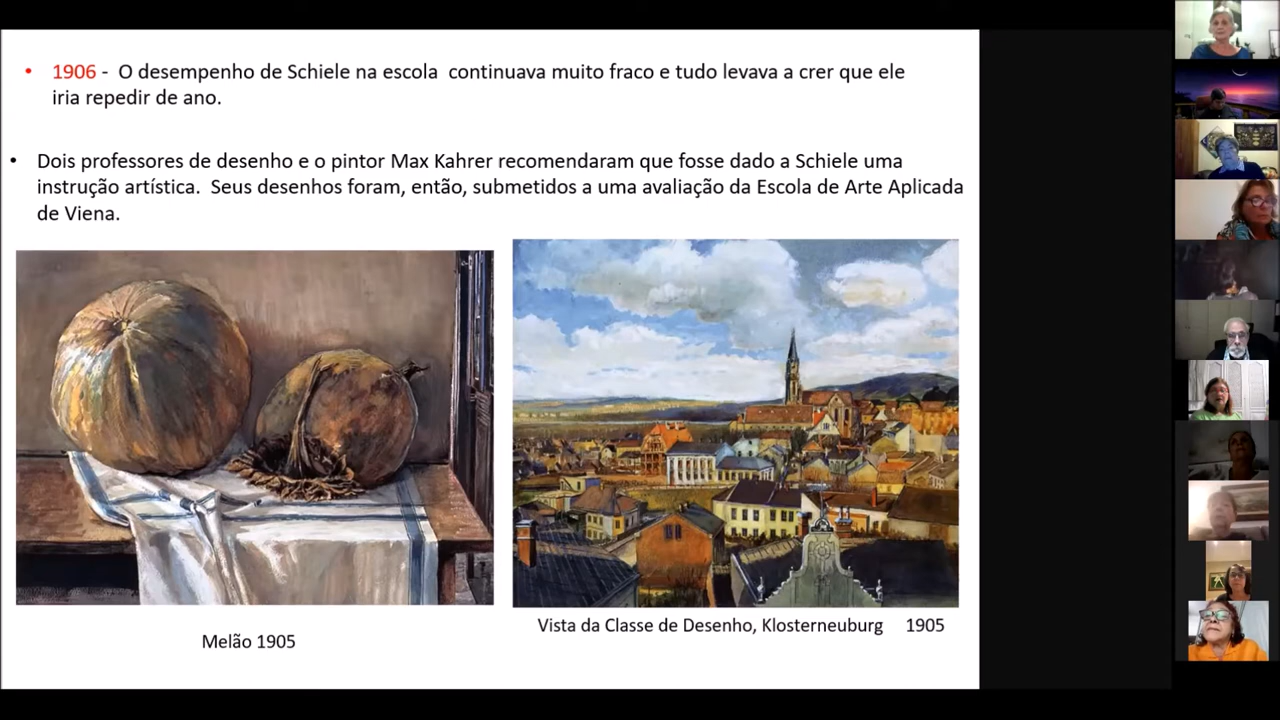 • 1906 - O desempenho de Schiele na escola continuava muito fraco e tudo levava a crer que ele
iria repedir de ano.
• Dois professores de desenho e o pintor Max Kahrer recomendaram que fosse dado a Schiele uma
instrução artística. Seus desenhos foram, então, submetidos a uma avaliação da Escola de Arte Aplicada
de Viena.
Melão 1905
Vista da Classe de Desenho, Klosterneuburg 1905